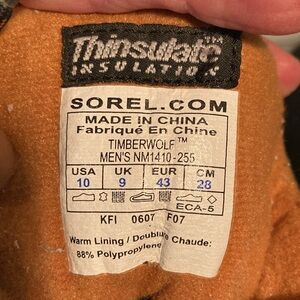 Thinsulate™
INSULATION
SOREL.COM
MADE IN CHINA
Fabriqué En Chine
TIMBERWOLF™
MEN'S NM1410-255
USA UK EUR CM
10 9 43 28
ECA-5
KFI 0607 F07
Warm Lining / Doublure Chaude:
88% Polypropylene